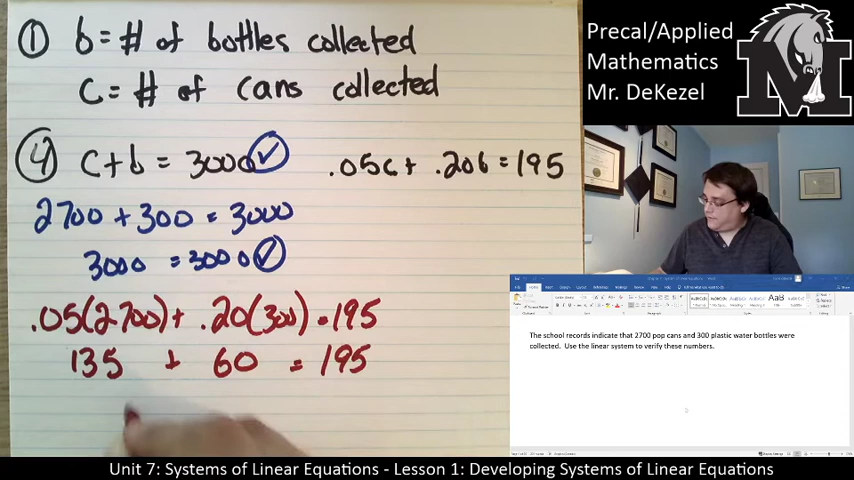 ① b = # of bottles collected
c = # of cans collected
④ c + b = 3000 ✓ .05c + .20b = 195
2700 + 300 = 3000
3000 = 3000 ✓
.05(2700) + .20(300) = 195
135 + 60 = 195
Precal/Applied
Mathematics
Mr. DeKezel
M
The school records indicate that 2700 pop cans and 300 plastic water bottles were
collected. Use the linear system to verify these numbers.
Unit 7: Systems of Linear Equations - Lesson 1: Developing Systems of Linear Equations